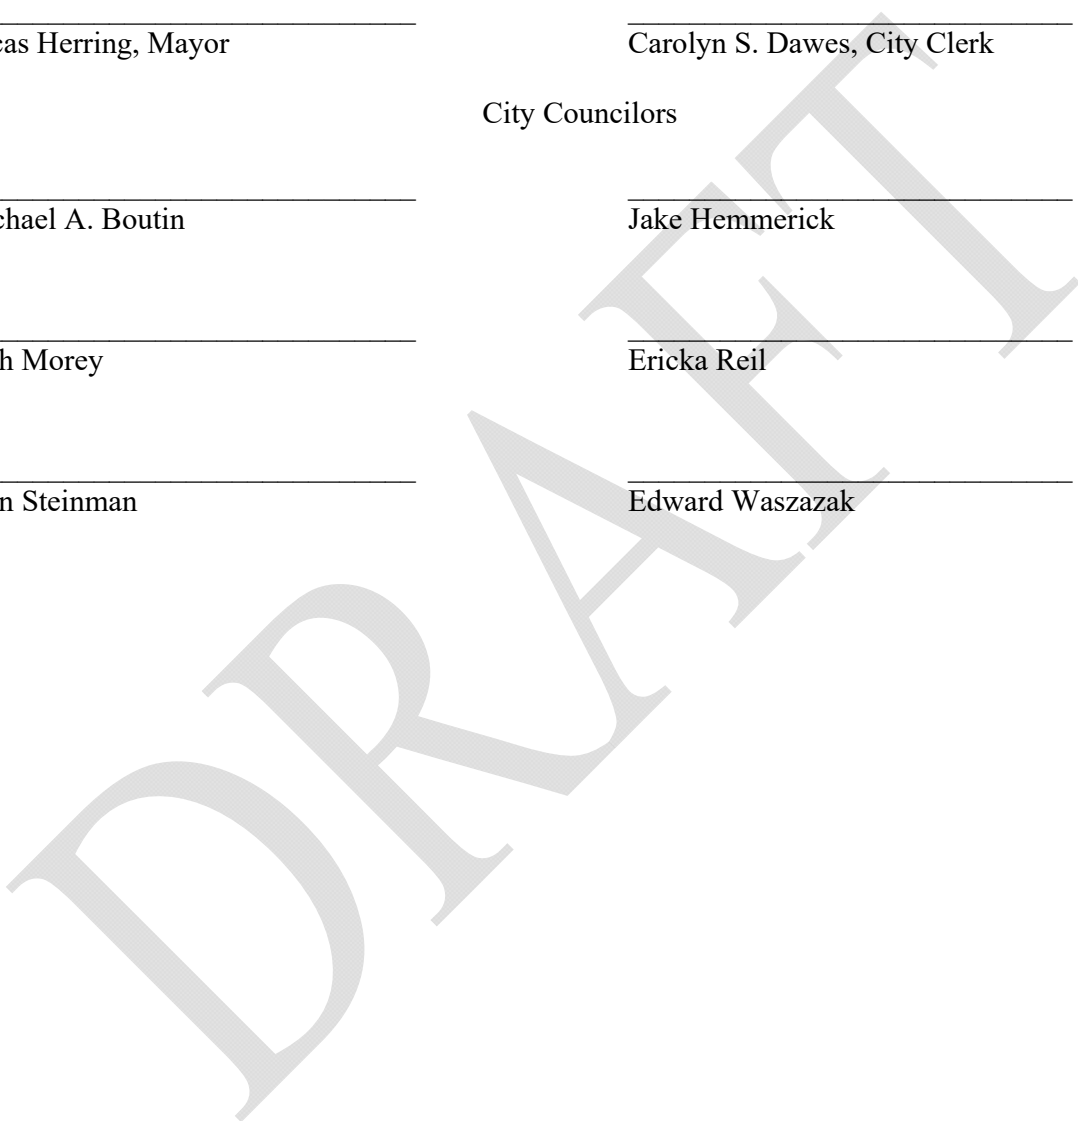 cas Herring, Mayor Carolyn S. Dawes, City Clerk
City Councilors
chael A. Boutin Jake Hemmerick
h Morey Ericka Reil
n Steinman Edward Waszazak
DRAFT